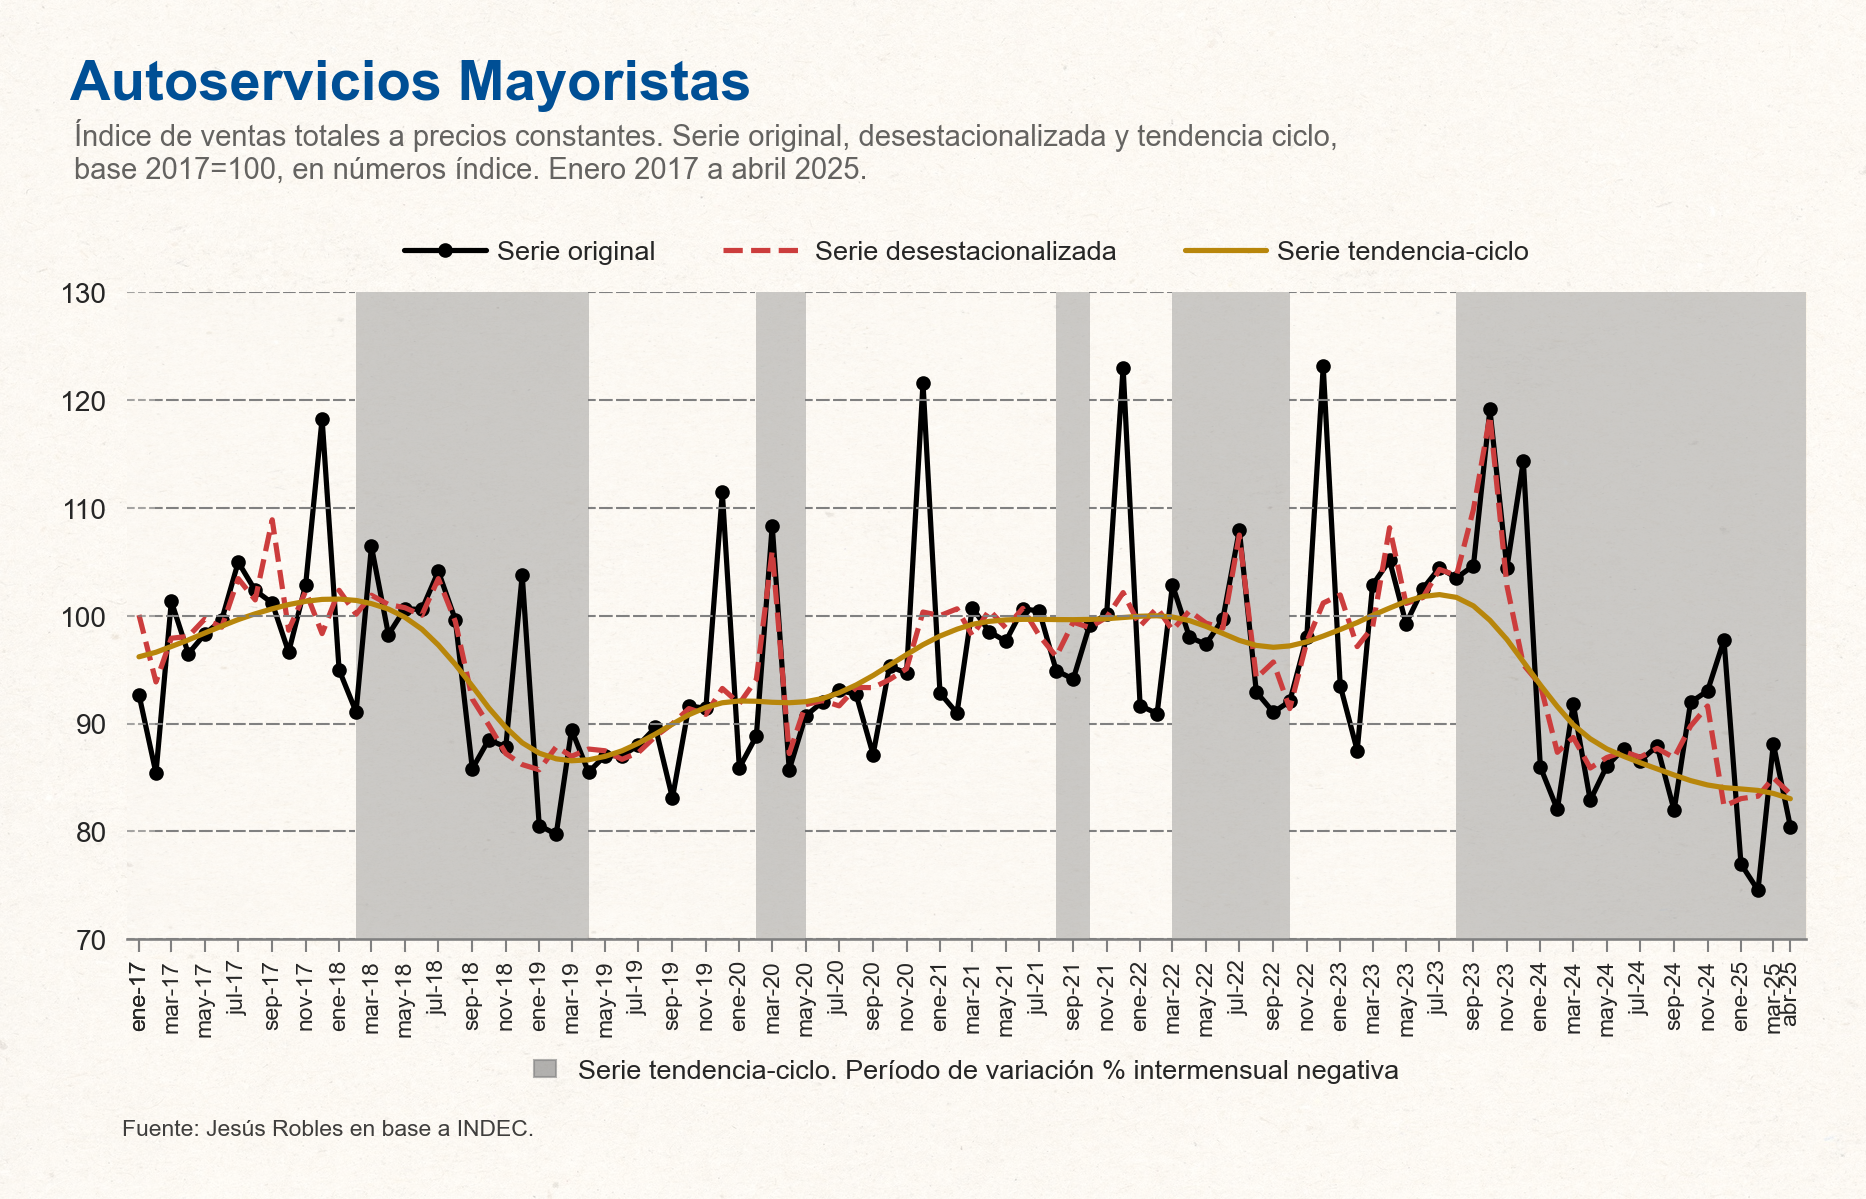 Autoservicios Mayoristas
Índice de ventas totales a precios constantes. Serie original, desestacionalizada y tendencia ciclo,
base 2017=100, en números índice. Enero 2017 a abril 2025.
Serie original Serie desestacionalizada Serie tendencia-ciclo
130
120
110
100
90
80
70
ene-17 mar-17 may-17 jul-17 sep-17 nov-17 ene-18 mar-18 may-18 jul-18 sep-18 nov-18 ene-19 mar-19 may-19 jul-19 sep-19 nov-19 ene-20 mar-20 may-20 jul-20 sep-20 nov-20 ene-21 mar-21 may-21 jul-21 sep-21 nov-21 ene-22 mar-22 may-22 jul-22 sep-22 nov-22 ene-23 mar-23 may-23 jul-23 sep-23 nov-23 ene-24 mar-24 may-24 jul-24 sep-24 nov-24 ene-25 mar-25 abr-25
Serie tendencia-ciclo. Período de variación % intermensual negativa
Fuente: Jesús Robles en base a INDEC.